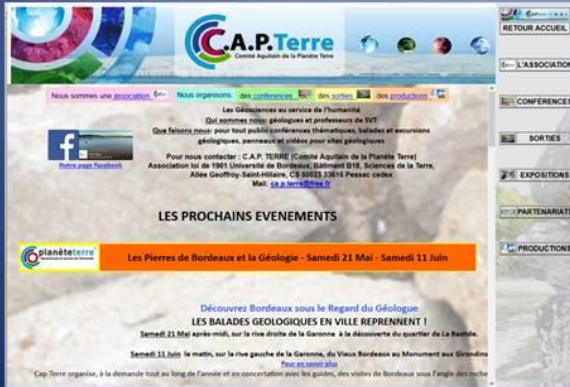 C.A.P.Terre
Comité Aquitain de la Planète Terre
Nous sommes une association
Nous organisons: des conferences des sorties des productions
Les Géosciences au service de l'humanité
Qui sommes nous: géologues et professeurs de SVT
Que faisons nous: pour tout public conférences thématiques, balades et excursions
géologiques, panneaux et vidéos pour sites géologiques
Notre page Facebook
Pour nous contacter : C.A.P. TERRE (Comité Aquitain de la Planète Terre)
Association loi de 1901 Université de Bordeaux, Bâtiment B18, Sciences de la Terre,
Allée Geoffroy-Saint-Hillaire, CS 50023 33615 Pessac cedex
Mail: ca.p.terre@free.fr
LES PROCHAINS EVENEMENTS
planèteterre
Les Pierres de Bordeaux et la Géologie - Samedi 21 Mai - Samedi 11 Juin
Découvrez Bordeaux sous le Regard du Géologue
LES BALADES GEOLOGIQUES EN VILLE REPRENNENT !
Samedi 21 Mai après-midi, sur la rive droite de la Garonne à la découverte du quartier de La Bastide.
Samedi 11 Juin le matin, sur la rive gauche de la Garonne, du Vieux Bordeaux au Monument aux Girondins
Pour en savoir plus
Cap-Terre organise, à la demande tout au long de l'année et en concertation avec les guides, des visites de Bordeaux sous l'angle des roche
RETOUR ACCUEIL
L'ASSOCIATION
CONFÉRENCES
SORTIES
EXPOSITIONS
PARTENARIAT
PRODUCTIONS